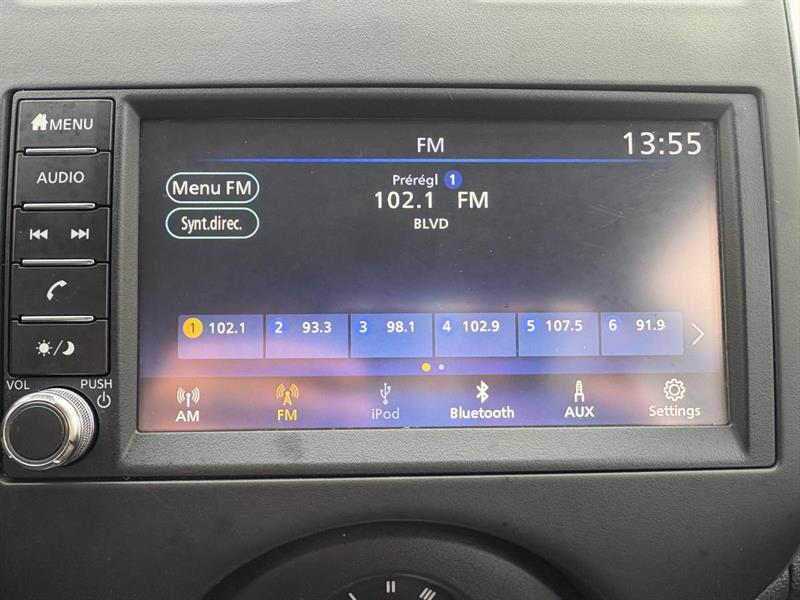 MENU
AUDIO
VOL
PUSH
FM
13:55
Menu FM
Synt.direc.
Prérégl 1
102.1 FM
BLVD
1 102.1 2 93.3 3 98.1 4 102.9 5 107.5 6 91.9
AM FM iPod Bluetooth AUX Settings